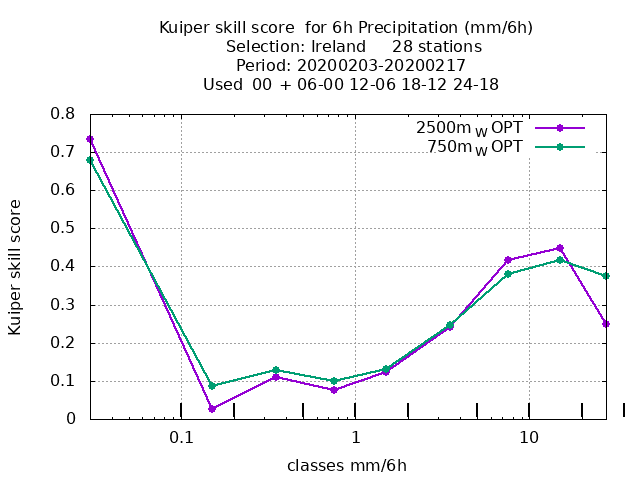 Kuiper skill score  for 6h Precipitation (mm/6h)
Selection: Ireland     28 stations
Period: 20200203-20200217
Used  00  + 06-00 12-06 18-12 24-18
2500m W OPT
750m W OPT
Kuiper skill score
0.8
0.7
0.6
0.5
0.4
0.3
0.2
0.1
0
0.1 1 10
classes mm/6h